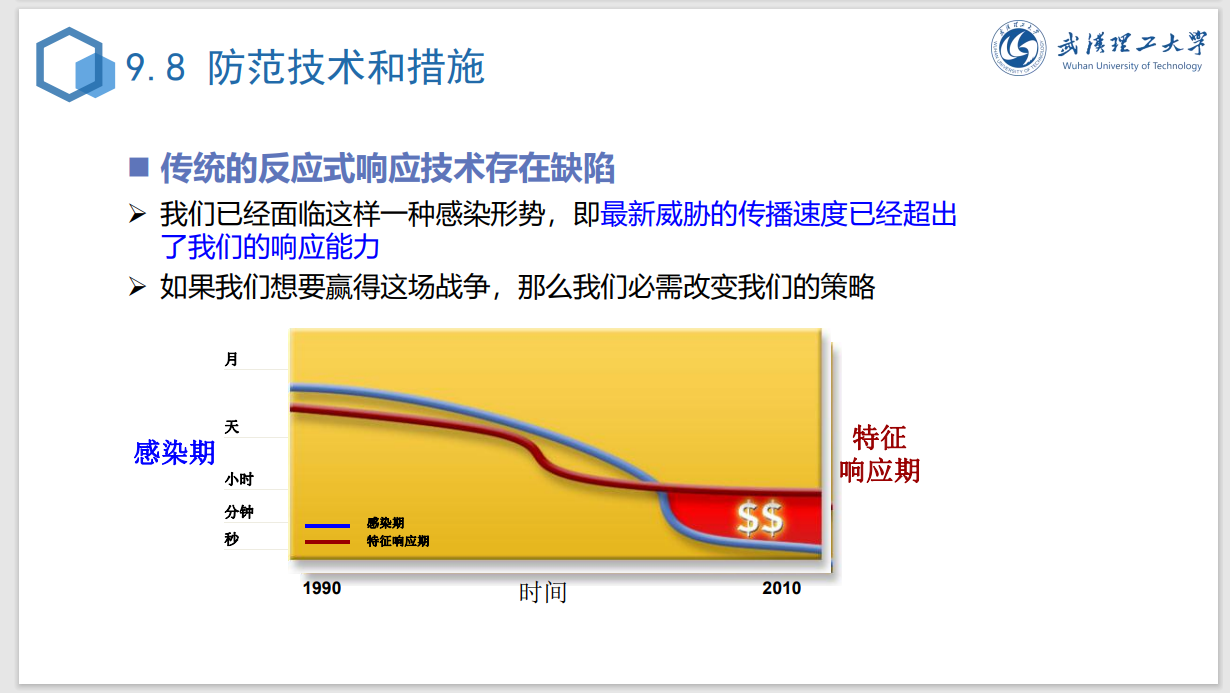 9.8 防范技术和措施
武汉理工大学
Wuhan University of Technology
传统的反应式响应技术存在缺陷
我们已经面临这样一种感染形势，即最新威胁的传播速度已经超出
了我们的响应能力
如果我们想要赢得这场战争，那么我们必需改变我们的策略
月
天
感染期
小时
分钟
秒
特征
响应期
$$
感染期
特征响应期
1990
时间
2010